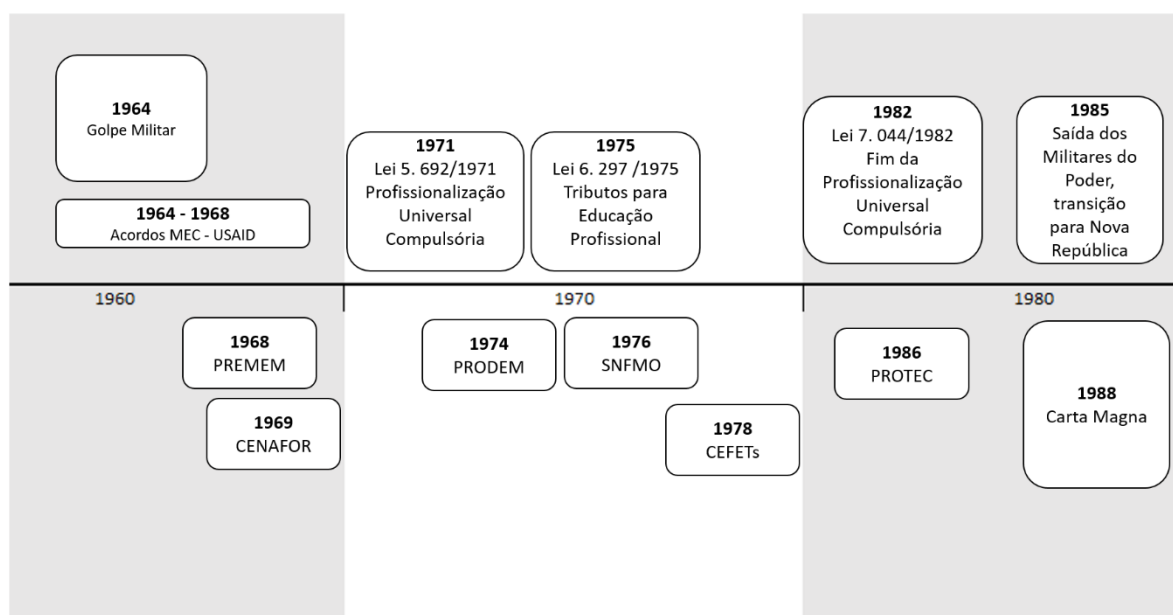 1964
Golpe Militar
1964 - 1968
Acordos MEC - USAID
1971
Lei 5. 692/1971
Profissionalização
Universal
Compulsória
1975
Lei 6. 297 /1975
Tributos para
Educação
Profissional
1982
Lei 7. 044/1982
Fim da
Profissionalização
Universal
Compulsória
1985
Saída dos
Militares do
Poder,
transição
para Nova
República
1960
1970
1980
1968
PREMEM
1969
CENAFOR
1974
PRODEM
1976
SNFMO
1978
CEFETs
1986
PROTEC
1988
Carta Magna